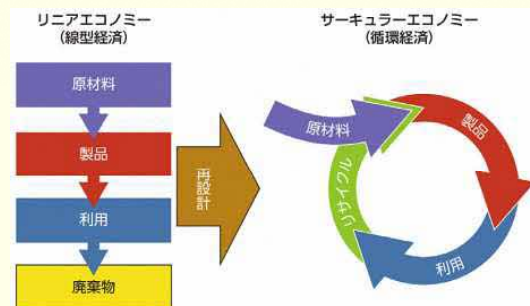 リニアエコノミー
（線型経済）
原材料
製品
利用
廃棄物
再設計
サーキュラーエコノミー
（循環経済）
原材料
製品
利用
リサイクル